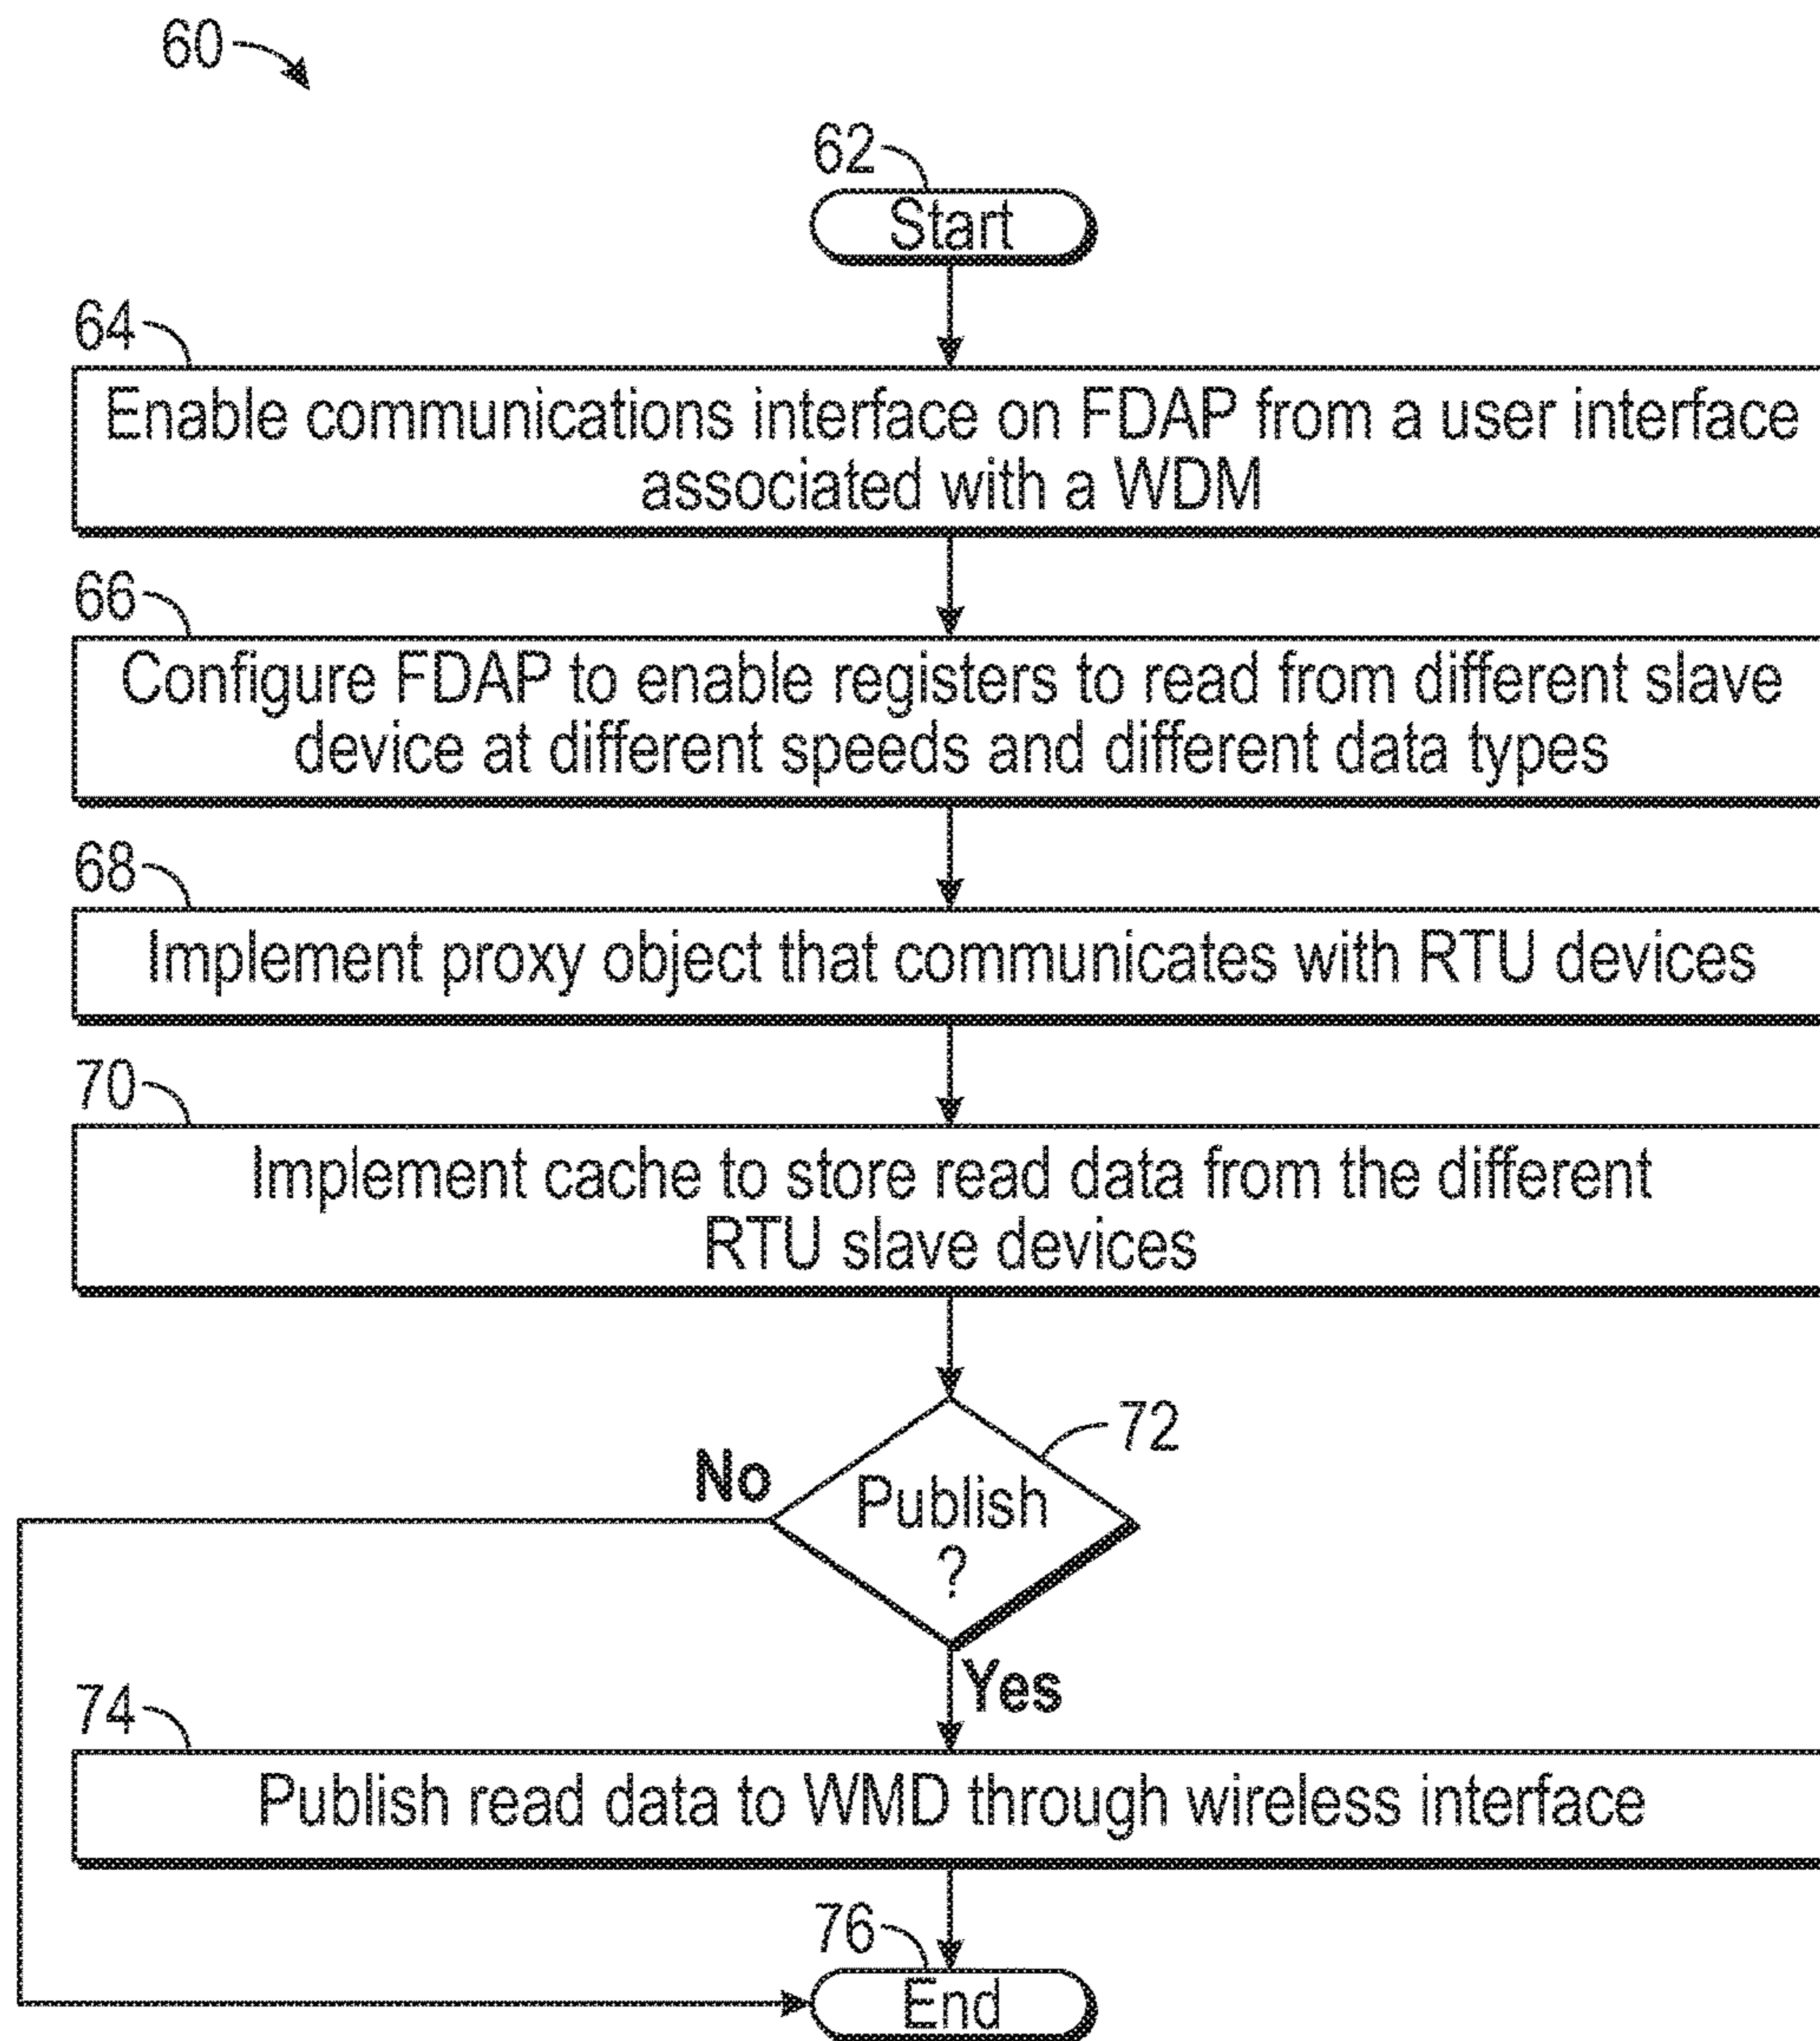 60
62
Start
64
Enable communications interface on FDAP from a user interface
associated with a WDM
66
Configure FDAP to enable registers to read from different slave
device at different speeds and different data types
68
Implement proxy object that communicates with RTU devices
70
Implement cache to store read data from the different
RTU slave devices
72
No
Publish
?
Yes
74
Publish read data to WMD through wireless interface
76
End